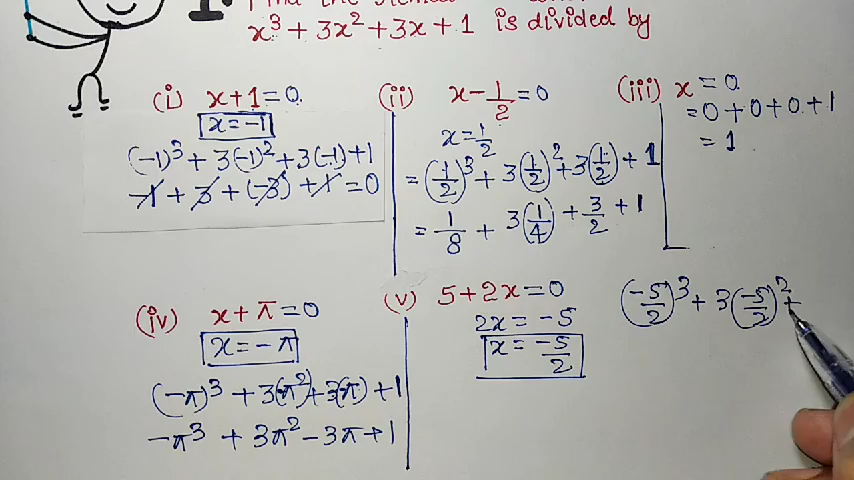 1.
x³ + 3x² + 3x + 1 is divided by
(i) x + 1 = 0
x = -1
(-1)³ + 3(-1)² + 3(-1) + 1
-1 + 3 + (-3) + 1 = 0
(ii) x - 1/2 = 0
x = 1/2
= (1/2)³ + 3(1/2)² + 3(1/2) + 1
= 1/8 + 3(1/4) + 3/2 + 1
(iii) x = 0
= 0 + 0 + 0 + 1
= 1
(iv) x + π = 0
x = -π
(-π)³ + 3(π²) + 3(-π) + 1
-π³ + 3π² - 3π + 1
(v) 5 + 2x = 0
2x = -5
x = -5/2
(-5/2)³ + 3(-5/2)² +